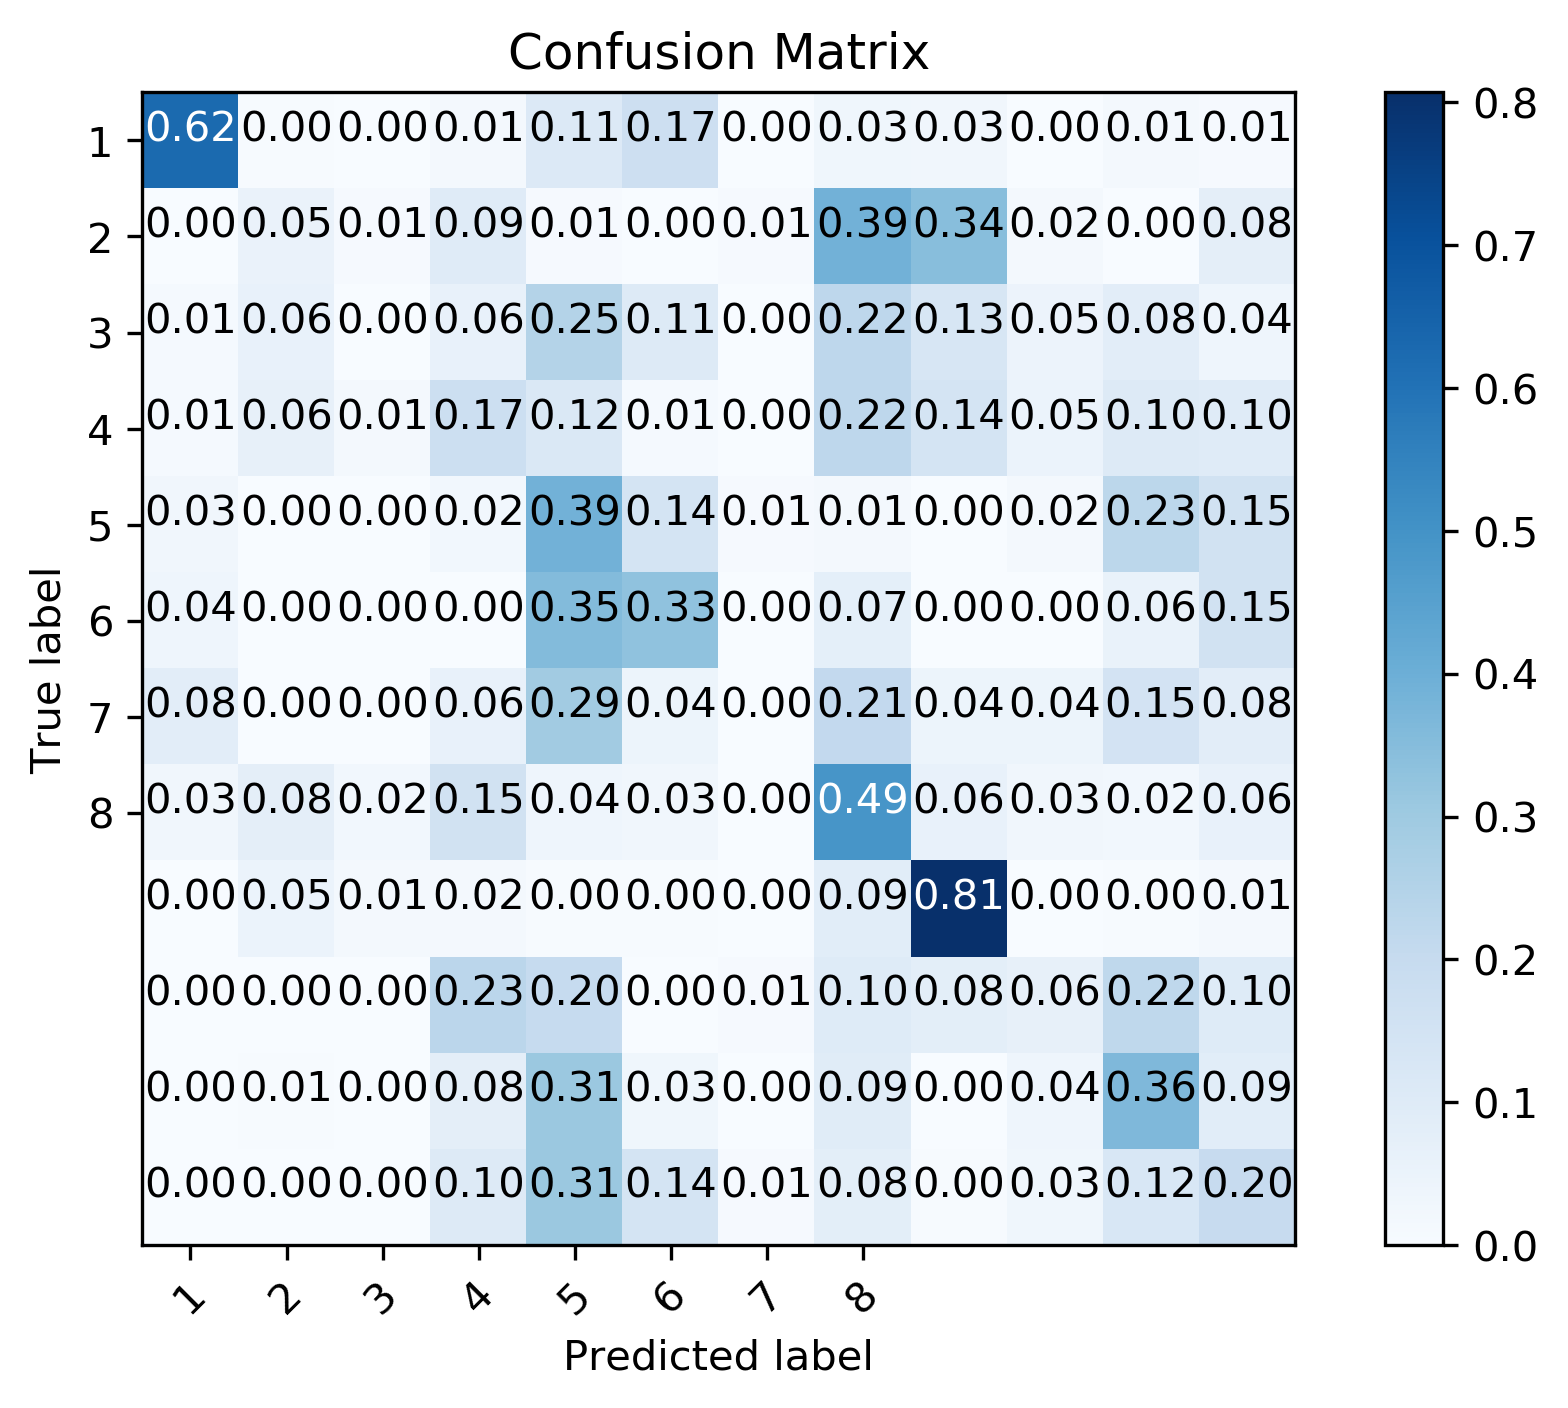 Confusion Matrix
1 0.62 0.00 0.00 0.01 0.11 0.17 0.00 0.03 0.03 0.00 0.01 0.01
2 0.00 0.05 0.01 0.09 0.01 0.00 0.01 0.39 0.34 0.02 0.00 0.08
3 0.01 0.06 0.00 0.06 0.25 0.11 0.00 0.22 0.13 0.05 0.08 0.04
4 0.01 0.06 0.01 0.17 0.12 0.01 0.00 0.22 0.14 0.05 0.10 0.10
5 0.03 0.00 0.00 0.02 0.39 0.14 0.01 0.01 0.00 0.02 0.23 0.15
6 0.04 0.00 0.00 0.00 0.35 0.33 0.00 0.07 0.00 0.00 0.06 0.15
7 0.08 0.00 0.00 0.06 0.29 0.04 0.00 0.21 0.04 0.04 0.15 0.08
8 0.03 0.08 0.02 0.15 0.04 0.03 0.00 0.49 0.06 0.03 0.02 0.06
0.00 0.05 0.01 0.02 0.00 0.00 0.00 0.09 0.81 0.00 0.00 0.01
0.00 0.00 0.00 0.23 0.20 0.00 0.01 0.10 0.08 0.06 0.22 0.10
0.00 0.01 0.00 0.08 0.31 0.03 0.00 0.09 0.00 0.04 0.36 0.09
0.00 0.00 0.00 0.10 0.31 0.14 0.01 0.08 0.00 0.03 0.12 0.20
1 2 3 4 5 6 7 8
Predicted label
True label
0.8
0.7
0.6
0.5
0.4
0.3
0.2
0.1
0.0